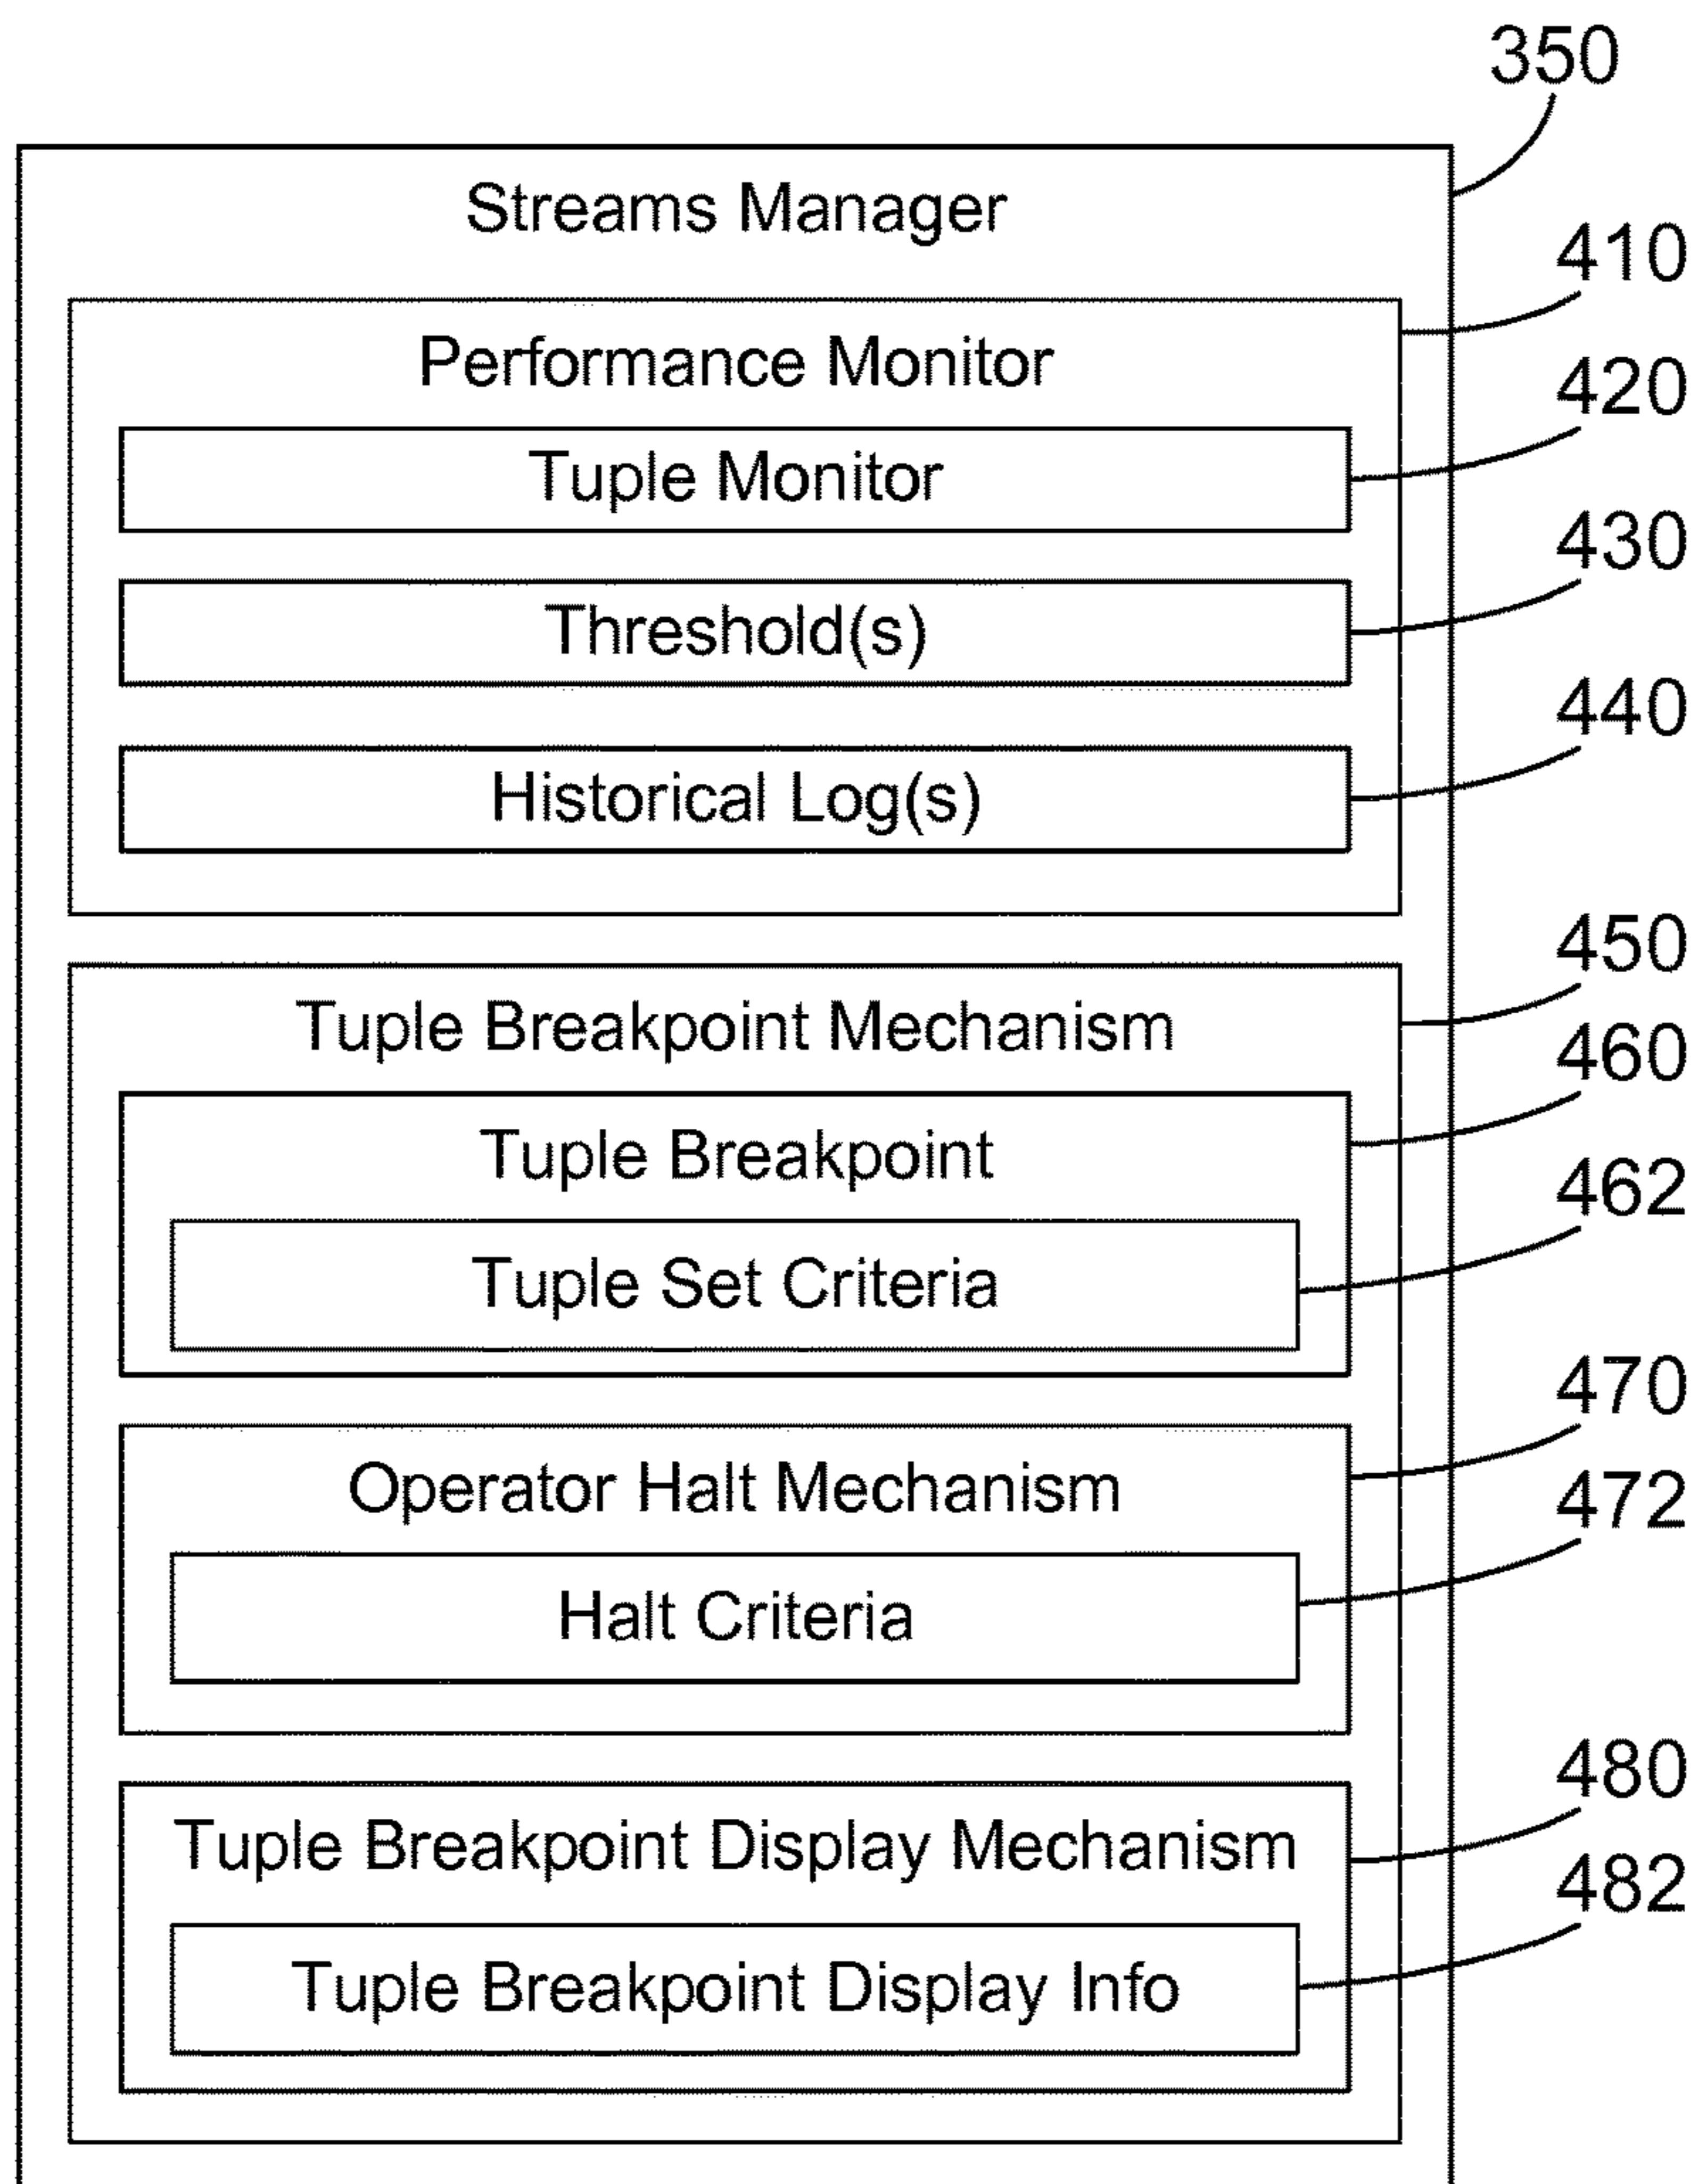 350
Streams Manager
410
Performance Monitor
420
Tuple Monitor
430
Threshold(s)
440
Historical Log(s)
450
Tuple Breakpoint Mechanism
460
Tuple Breakpoint
462
Tuple Set Criteria
470
Operator Halt Mechanism
472
Halt Criteria
480
Tuple Breakpoint Display Mechanism
482
Tuple Breakpoint Display Info